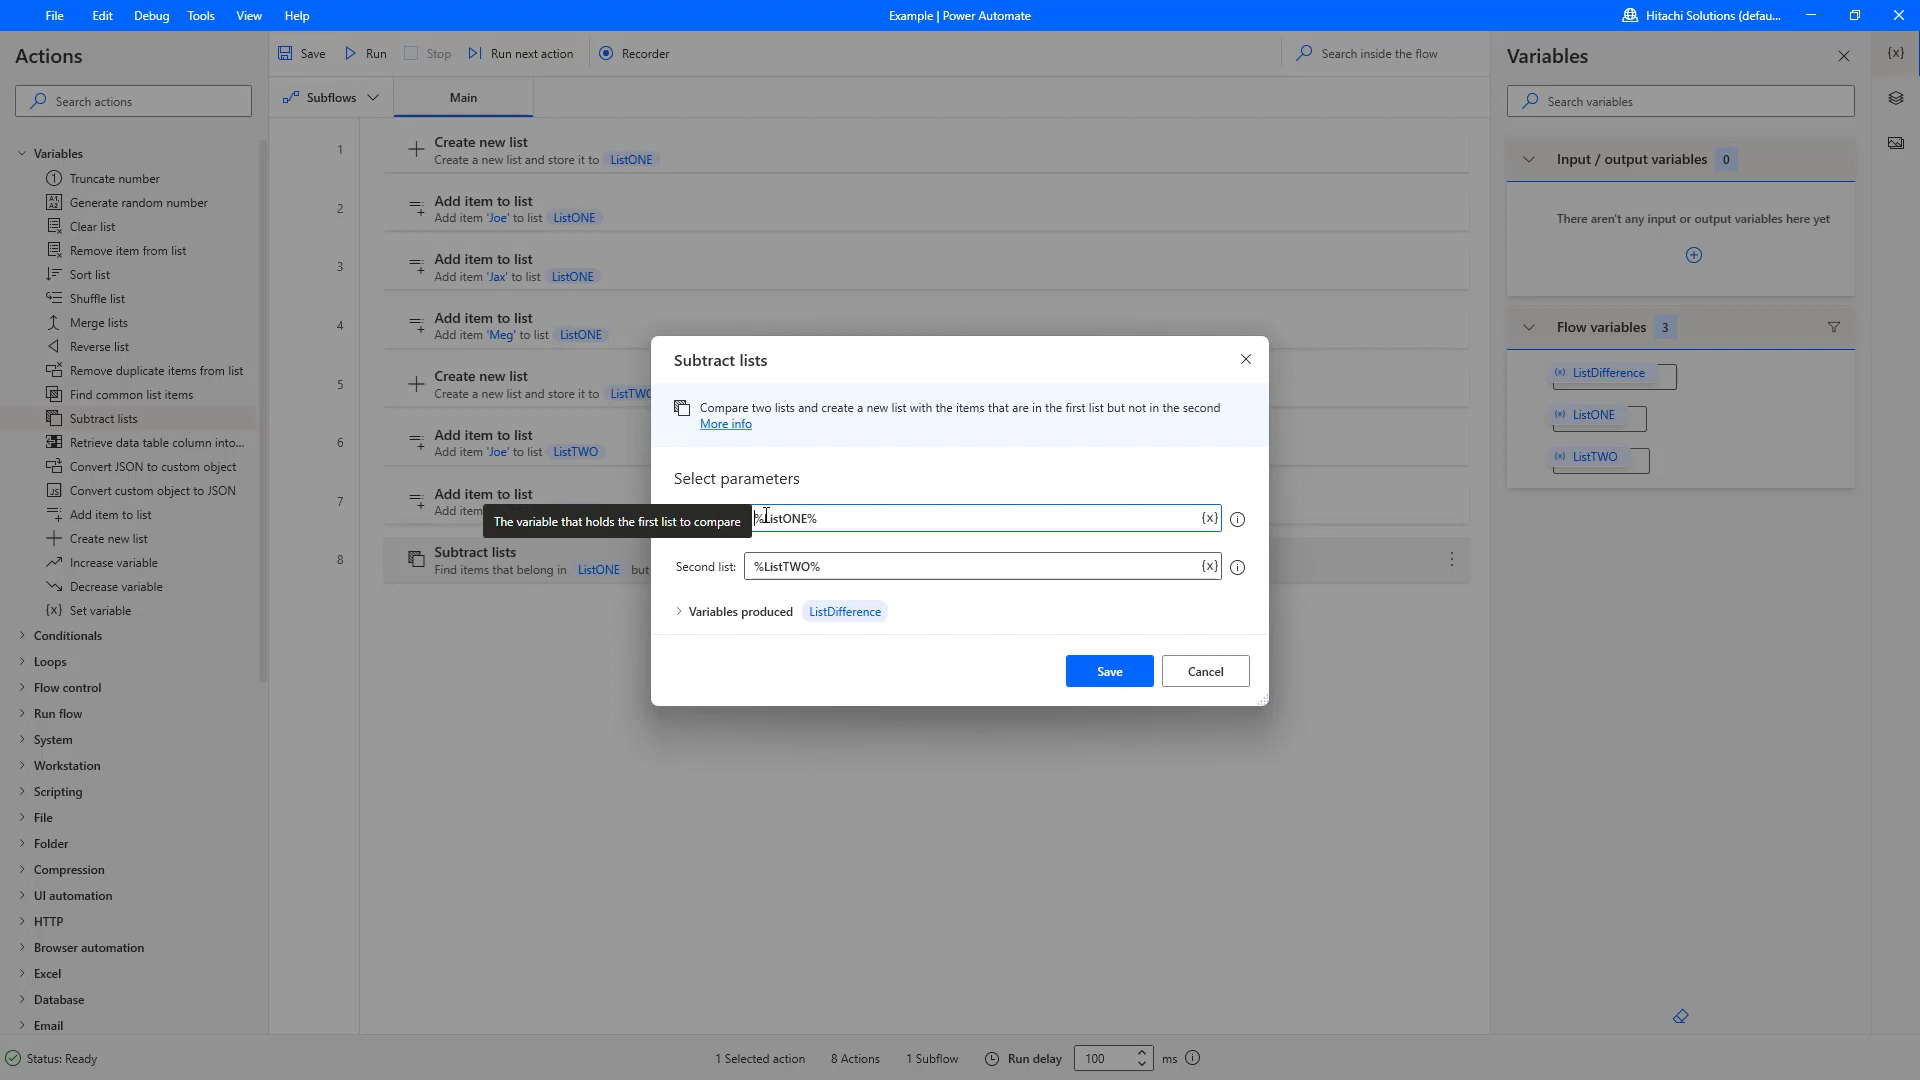 File Edit Debug Tools View Help
Example | Power Automate
Hitachi Solutions (defau...
Actions
Search actions
Variables
Truncate number
Generate random number
Clear list
Remove item from list
Sort list
Shuffle list
Merge lists
Reverse list
Remove duplicate items from list
Find common list items
Subtract lists
Retrieve data table column into...
Convert JSON to custom object
Convert custom object to JSON
Add item to list
Create new list
Increase variable
Decrease variable
{x} Set variable
Conditionals
Loops
Flow control
Run flow
System
Workstation
Scripting
File
Folder
Compression
UI automation
HTTP
Browser automation
Excel
Database
Email
Save Run Stop Run next action Recorder
Search inside the flow
Subflows Main
1 Create new list
Create a new list and store it to ListONE
2 Add item to list
Add item 'Joe' to list ListONE
3 Add item to list
Add item 'Jax' to list ListONE
4 Add item to list
Add item 'Meg' to list ListONE
5 Create new list
Create a new list and store it to ListTWO
6 Add item to list
Add item 'Joe' to list ListTWO
7 Add item to list
Add
8 Subtract lists
Find items that belong in ListONE but
Subtract lists
Compare two lists and create a new list with the items that are in the first list but not in the second
More info
Select parameters
The variable that holds the first list to compare
%ListONE% {x}
Second list: %ListTWO% {x}
Variables produced ListDifference
Save Cancel
Variables
{x}
Search variables
Input / output variables 0
There aren't any input or output variables here yet
Flow variables 3
(x) ListDifference
(x) ListONE
(x) ListTWO
Status: Ready
1 Selected action 8 Actions 1 Subflow Run delay 100 ms